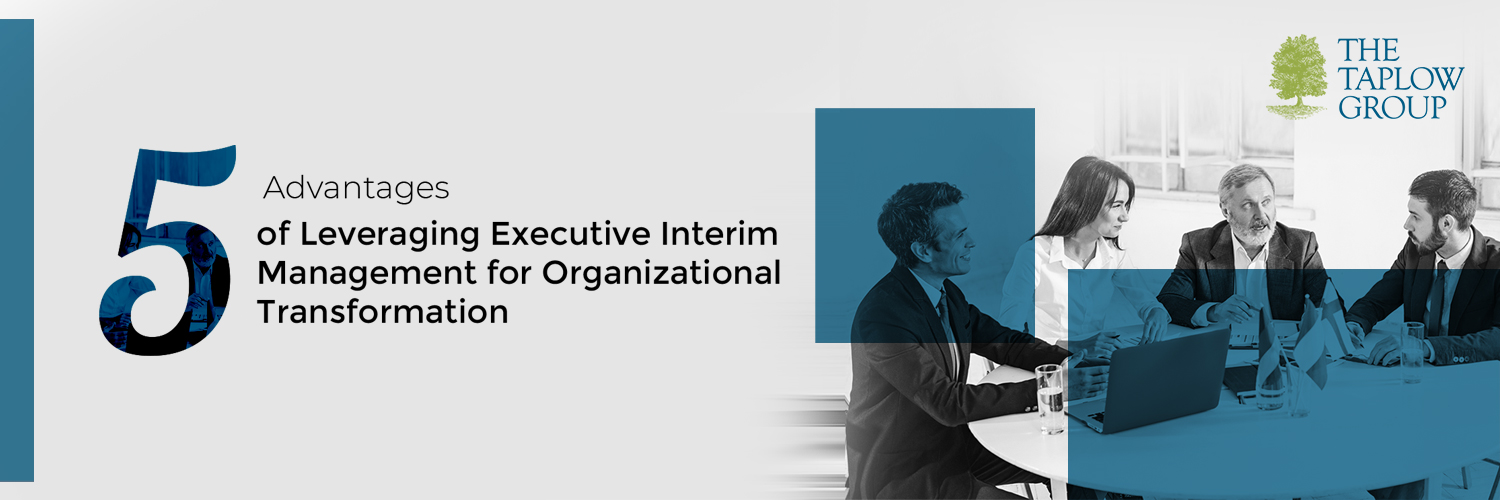 5
Advantages
of Leveraging Executive Interim
Management for Organizational
Transformation
THE
TAPLOW
GROUP